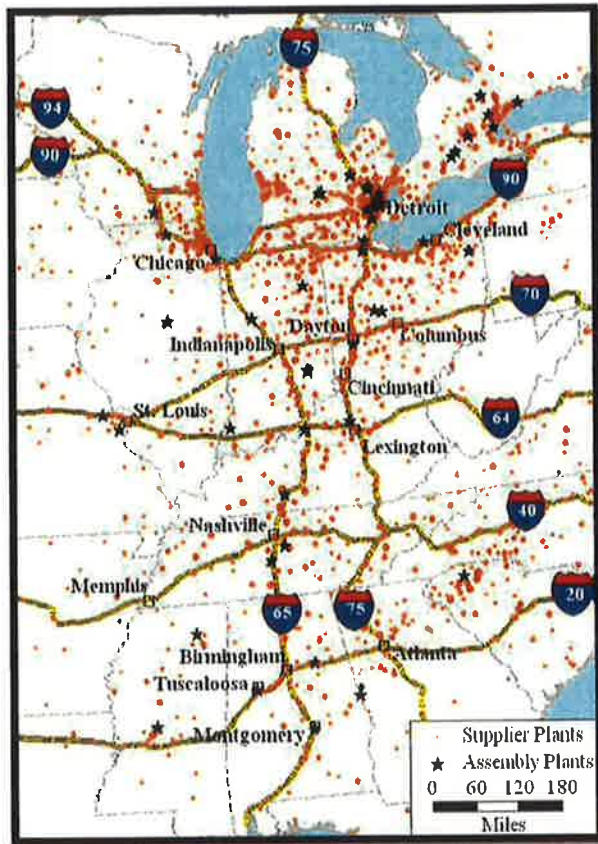 75
94
90
90
Detroit
Cleveland
Chicago
70
Dayton
Columbus
Indianapolis
Cincinnati
St. Louis
64
Lexington
40
Nashville
Memphis
65
75
20
Birmingham
Atlanta
Tuscaloosa
Montgomery
Supplier Plants
Assembly Plants
0 60 120 180
Miles